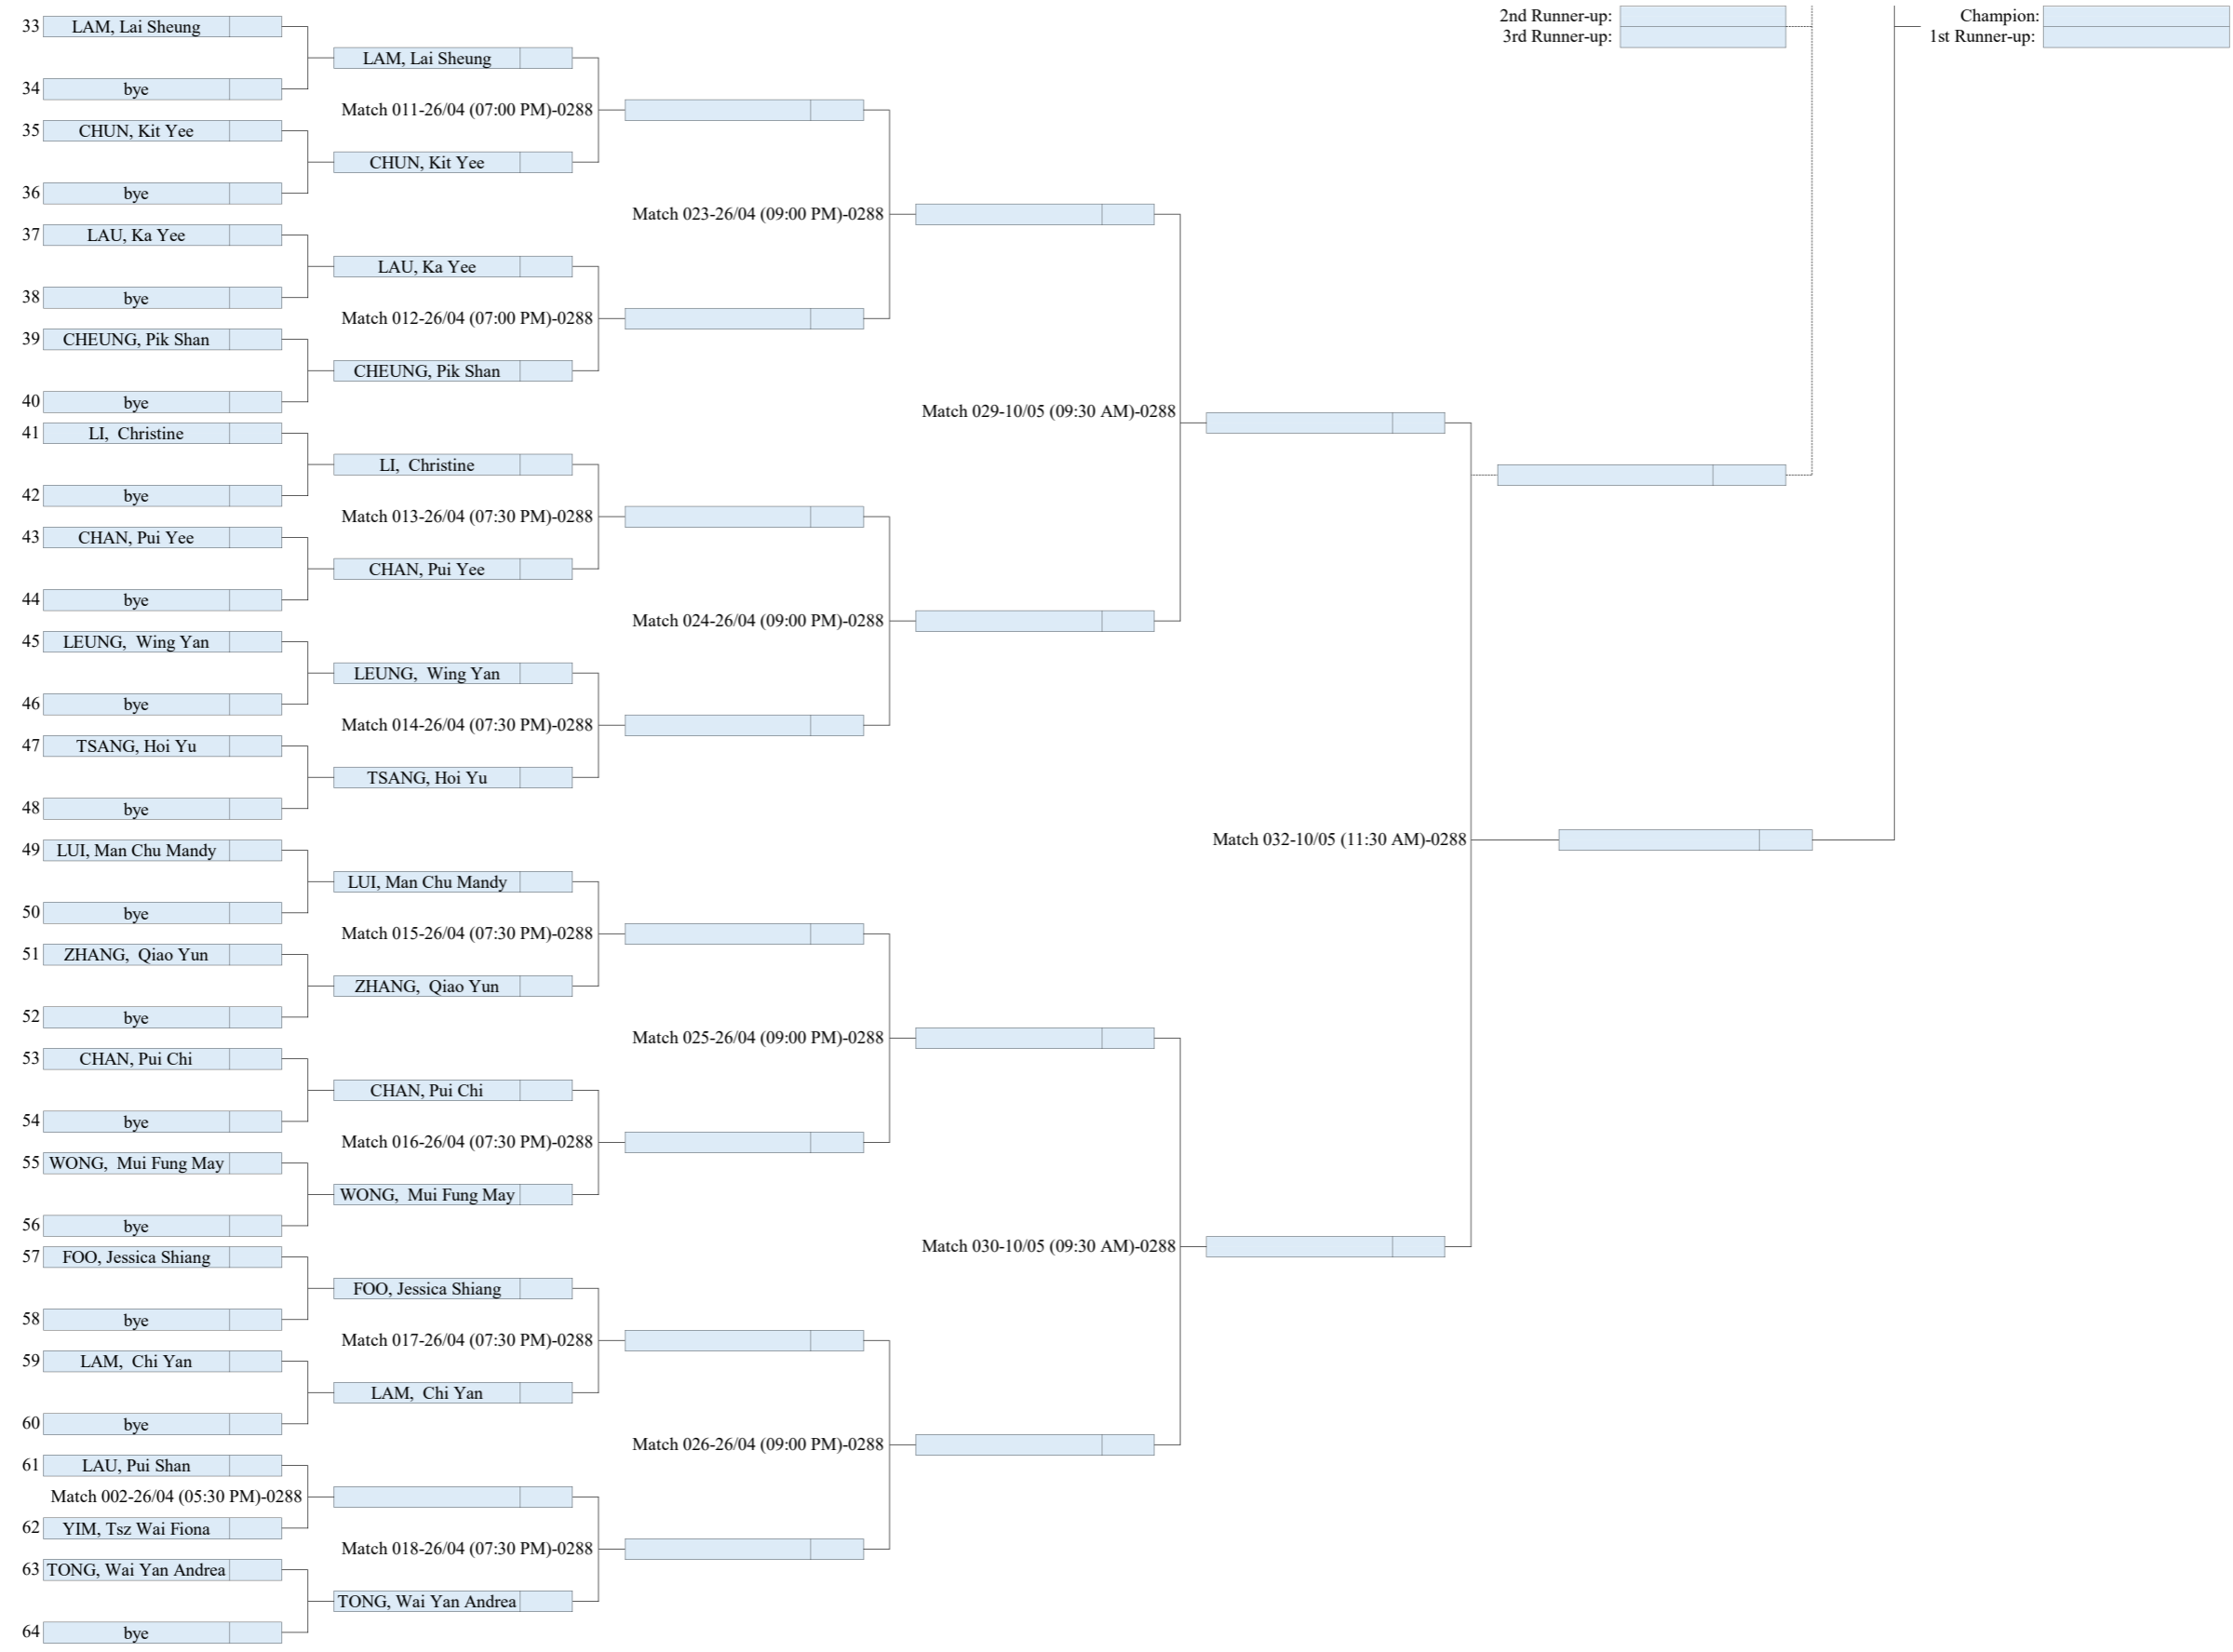 2nd Runner-up:
Champion:
33 LAM, Lai Sheung
3rd Runner-up:
1st Runner-up:
LAM, Lai Sheung
34 bye
Match 011-26/04 (07:00 PM)-0288
35 CHUN, Kit Yee
CHUN, Kit Yee
36 bye
Match 023-26/04 (09:00 PM)-0288
37 LAU, Ka Yee
LAU, Ka Yee
38 bye
Match 012-26/04 (07:00 PM)-0288
39 CHEUNG, Pik Shan
CHEUNG, Pik Shan
40 bye
Match 029-10/05 (09:30 AM)-0288
41 LI, Christine
LI, Christine
42 bye
Match 013-26/04 (07:30 PM)-0288
43 CHAN, Pui Yee
CHAN, Pui Yee
44 bye
Match 024-26/04 (09:00 PM)-0288
45 LEUNG, Wing Yan
LEUNG, Wing Yan
46 bye
Match 014-26/04 (07:30 PM)-0288
47 TSANG, Hoi Yu
TSANG, Hoi Yu
48 bye
Match 032-10/05 (11:30 AM)-0288
49 LUI, Man Chu Mandy
LUI, Man Chu Mandy
50 bye
Match 015-26/04 (07:30 PM)-0288
51 ZHANG, Qiao Yun
ZHANG, Qiao Yun
52 bye
Match 025-26/04 (09:00 PM)-0288
53 CHAN, Pui Chi
CHAN, Pui Chi
54 bye
Match 016-26/04 (07:30 PM)-0288
55 WONG, Mui Fung May
WONG, Mui Fung May
56 bye
Match 030-10/05 (09:30 AM)-0288
57 FOO, Jessica Shiang
FOO, Jessica Shiang
58 bye
Match 017-26/04 (07:30 PM)-0288
59 LAM, Chi Yan
LAM, Chi Yan
60 bye
Match 026-26/04 (09:00 PM)-0288
61 LAU, Pui Shan
Match 002-26/04 (05:30 PM)-0288
62 YIM, Tsz Wai Fiona
Match 018-26/04 (07:30 PM)-0288
63 TONG, Wai Yan Andrea
TONG, Wai Yan Andrea
64 bye